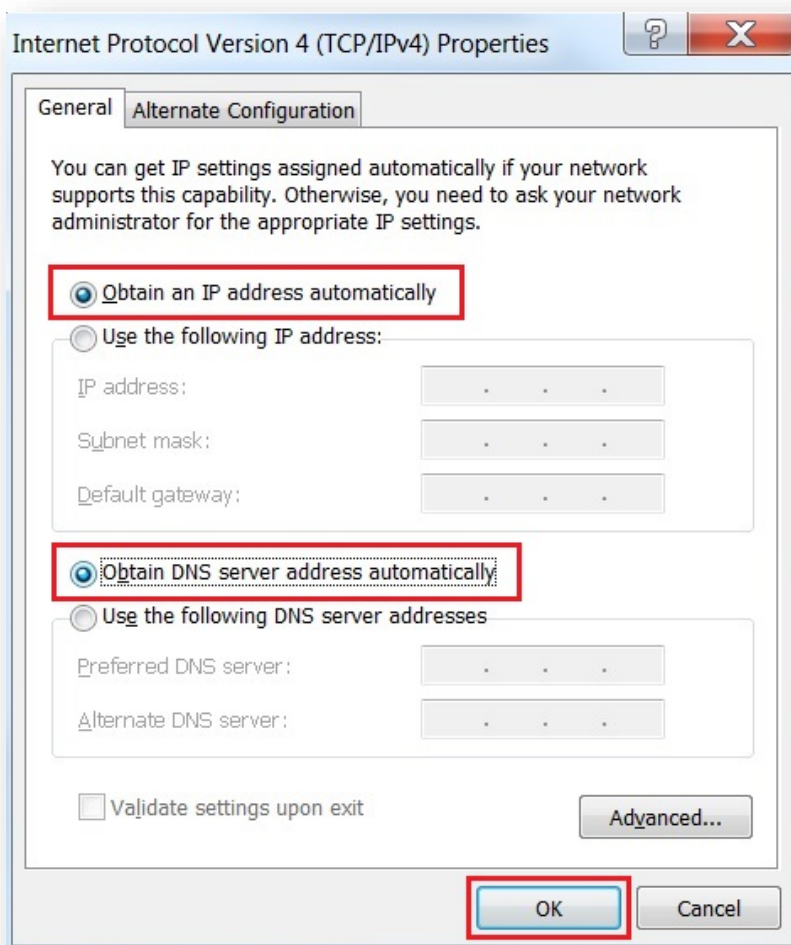 Internet Protocol Version 4 (TCP/IPv4) Properties
General
Alternate Configuration
You can get IP settings assigned automatically if your network
supports this capability. Otherwise, you need to ask your network
administrator for the appropriate IP settings.
Obtain an IP address automatically
Use the following IP address:
IP address:
Subnet mask:
Default gateway:
Obtain DNS server address automatically
Use the following DNS server addresses
Preferred DNS server:
Alternate DNS server:
Validate settings upon exit
Advanced...
OK
Cancel